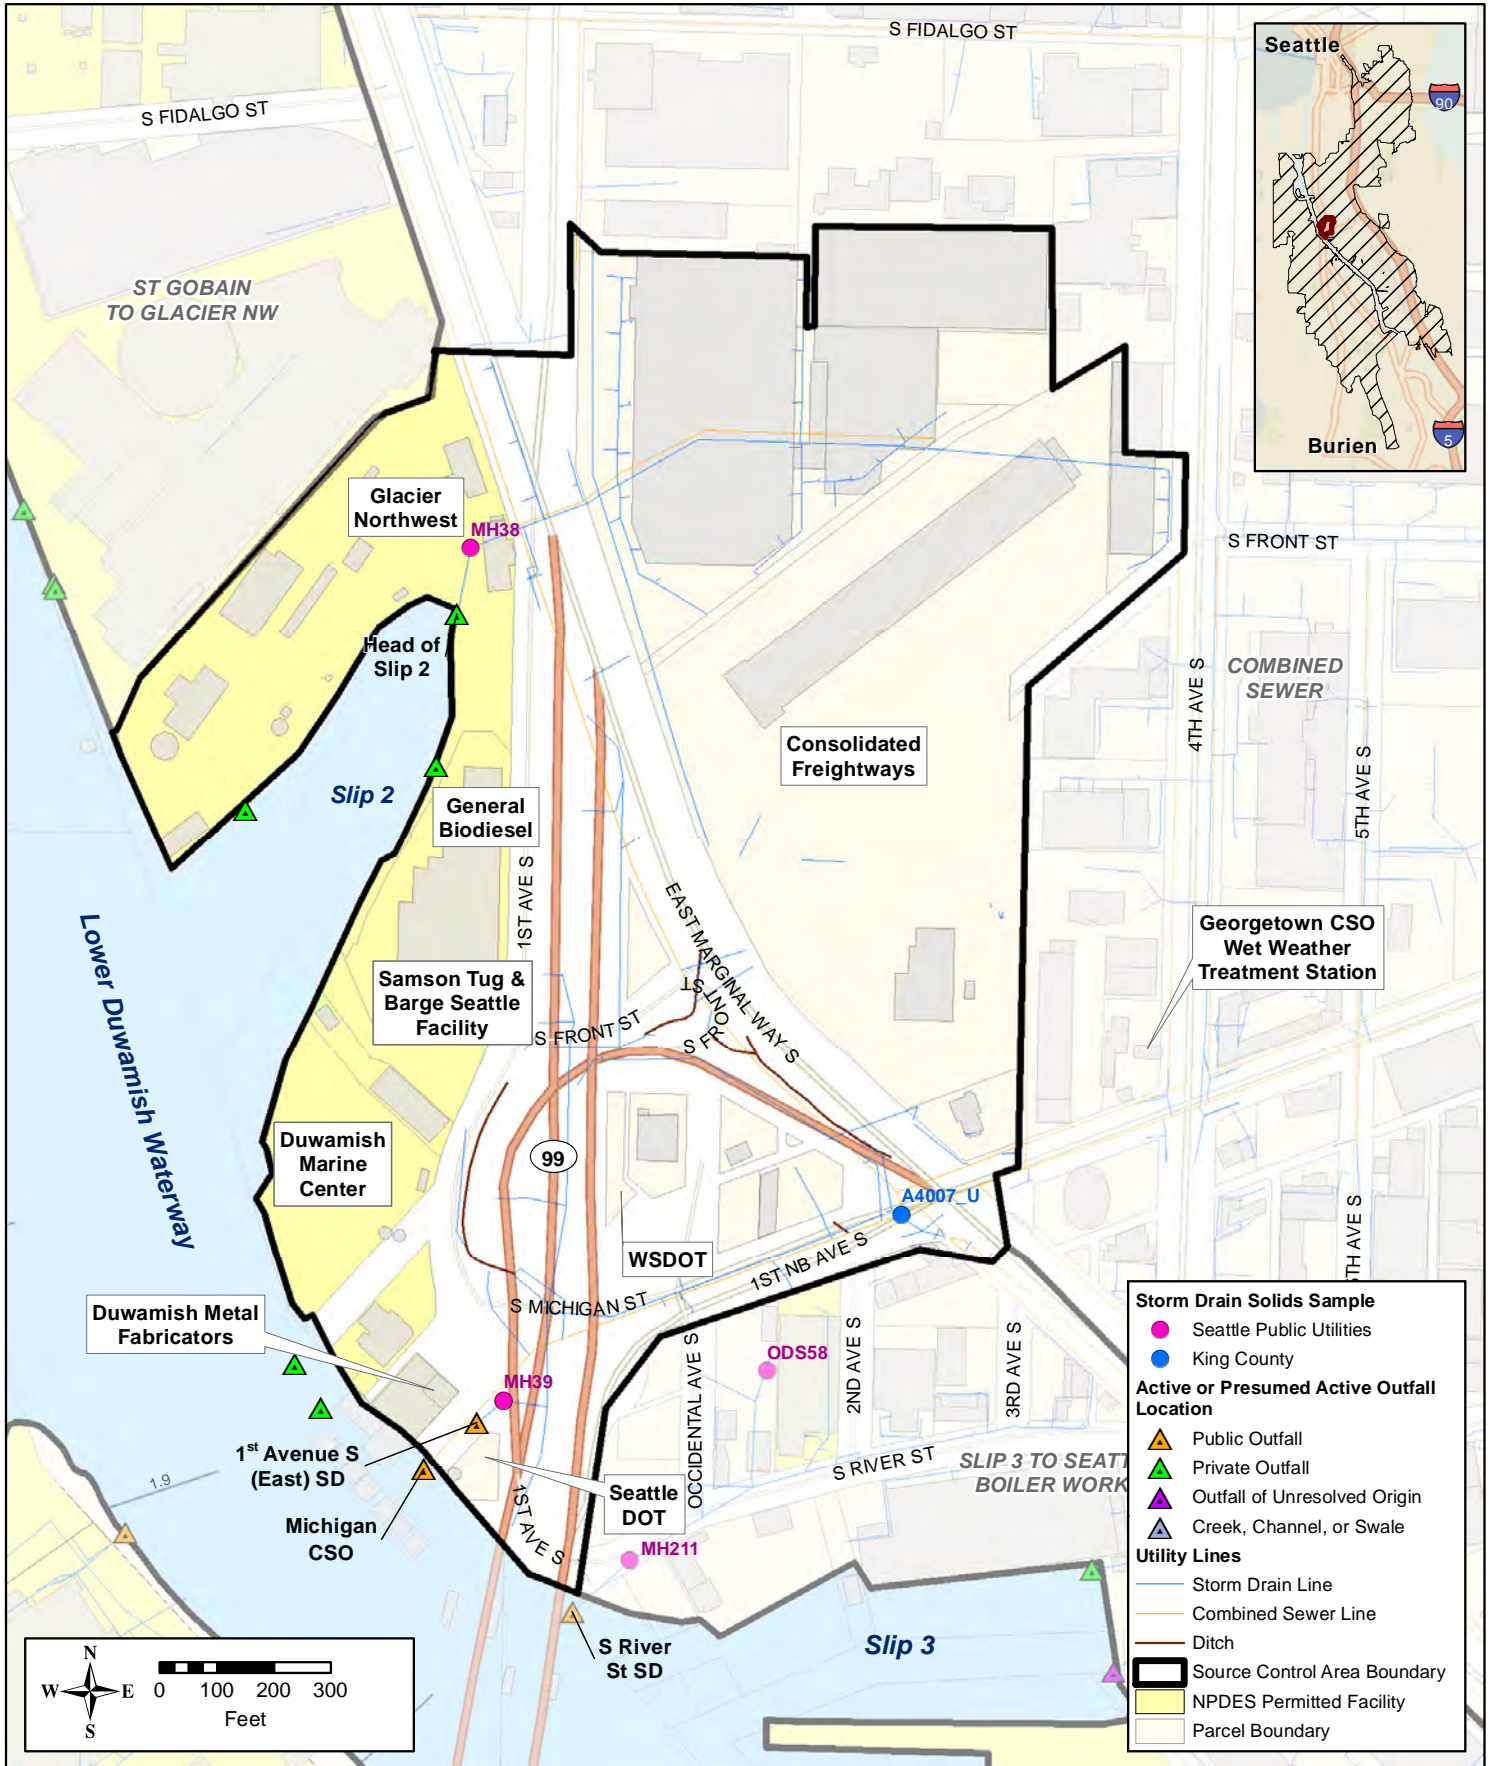 S FIDALGO ST
Seattle
90
S FIDALGO ST
ST GOBAIN
TO GLACIER NW
5
Burien
Glacier
Northwest
MH38
S FRONT ST
Head of
Slip 2
COMBINED
SEWER
4TH AVE S
Consolidated
Freightways
Slip 2
General
Biodiesel
5TH AVE S
1ST AVE S
EAST MARGINAL WAY S
Georgetown CSO
Wet Weather
Treatment Station
Lower Duwamish Waterway
Samson Tug &
Barge Seattle
Facility
S FRONT ST
S FRONT ST
Duwamish
Marine
Center
99
A4007_U
WSDOT
1ST NB AVE S
S MICHIGAN ST
Duwamish Metal
Fabricators
OCCIDENTAL AVE S
ODS58
2ND AVE S
3RD AVE S
TH AVE S
MH39
1st Avenue S
(East) SD
S RIVER ST
SLIP 3 TO SEATT
BOILER WORK
1.9
Seattle
DOT
Michigan
CSO
1ST AVE S
MH211
S River
St SD
Slip 3
N
W E
S
0 100 200 300
Feet
Storm Drain Solids Sample
Seattle Public Utilities
King County
Active or Presumed Active Outfall
Location
Public Outfall
Private Outfall
Outfall of Unresolved Origin
Creek, Channel, or Swale
Utility Lines
Storm Drain Line
Combined Sewer Line
Ditch
Source Control Area Boundary
NPDES Permitted Facility
Parcel Boundary